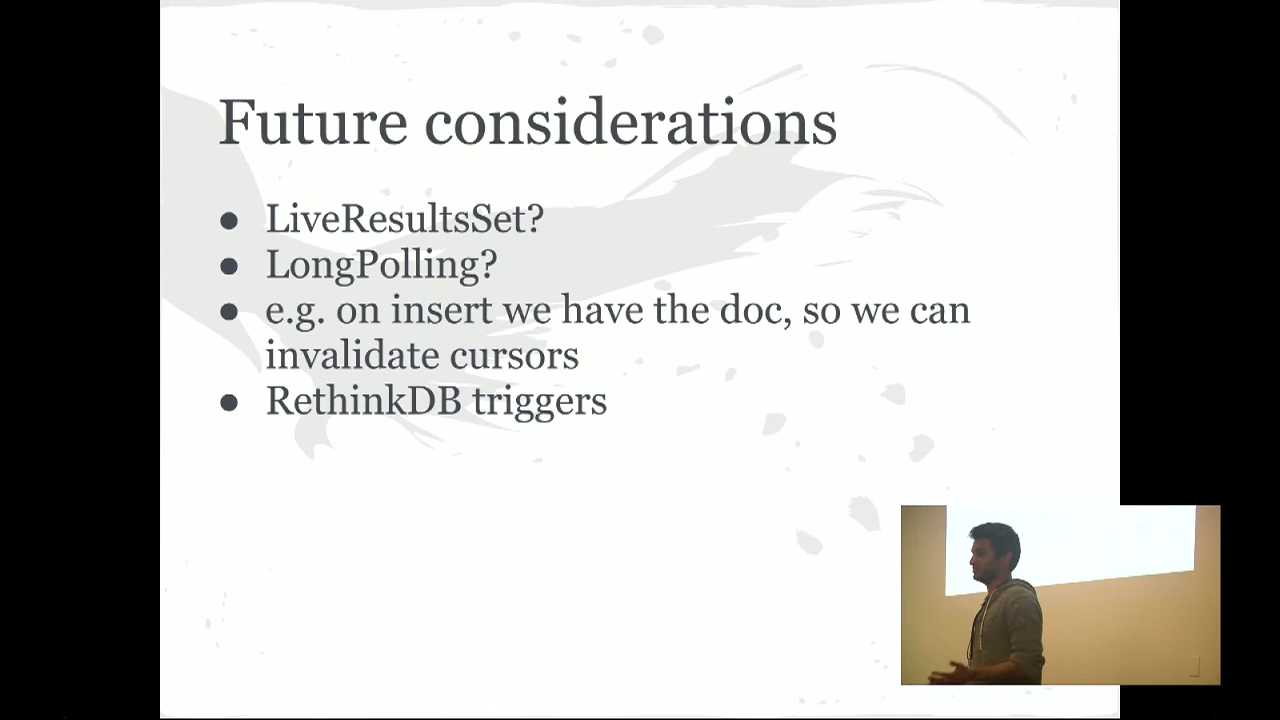 Future considerations
● LiveResultsSet?
● LongPolling?
● e.g. on insert we have the doc, so we can
invalidate cursors
● RethinkDB triggers